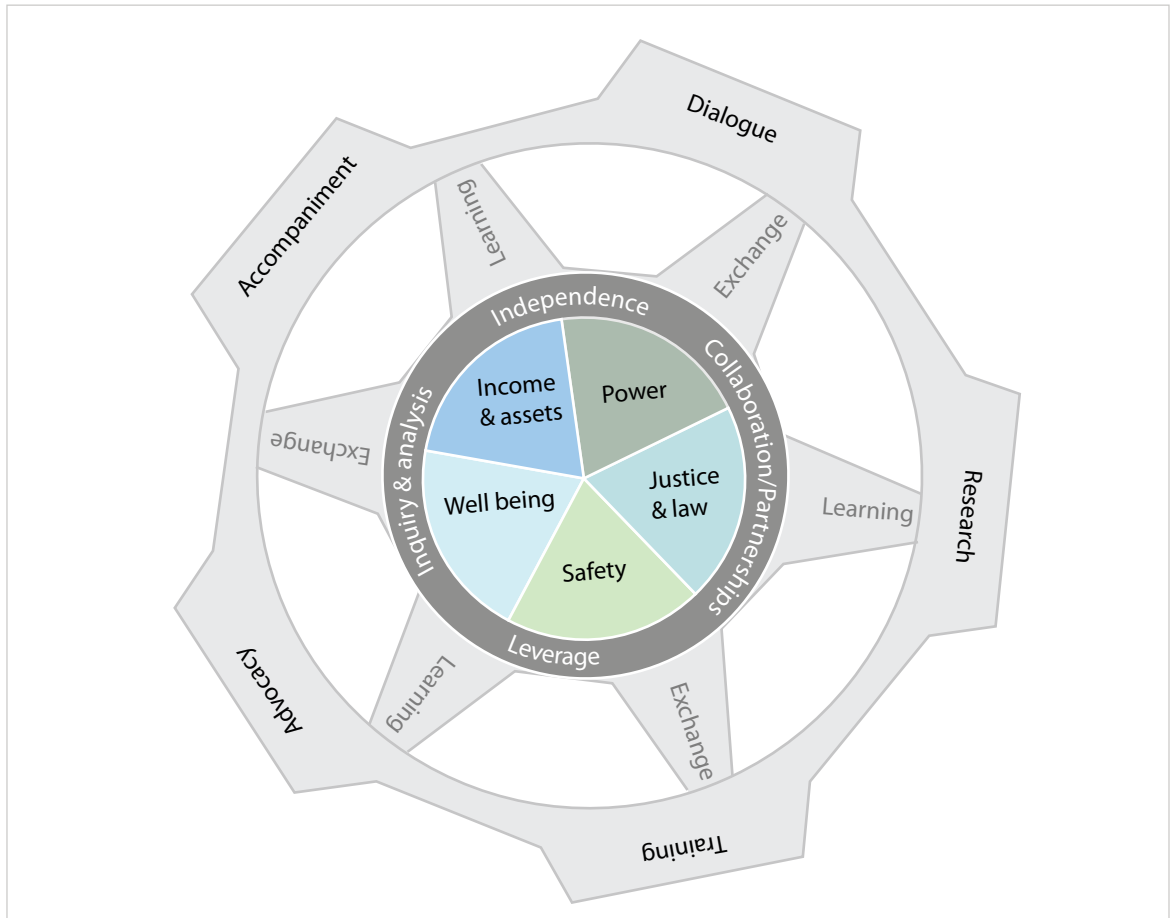 Dialogue
Accompaniment
Learning
Exchange
Independence
Collaboration/Partnerships
Income
& assets
Power
Inquiry & analysis
Exchange
Well being
Justice
& law
Learning
Research
Safety
Leverage
Learning
Exchange
Advocacy
Training